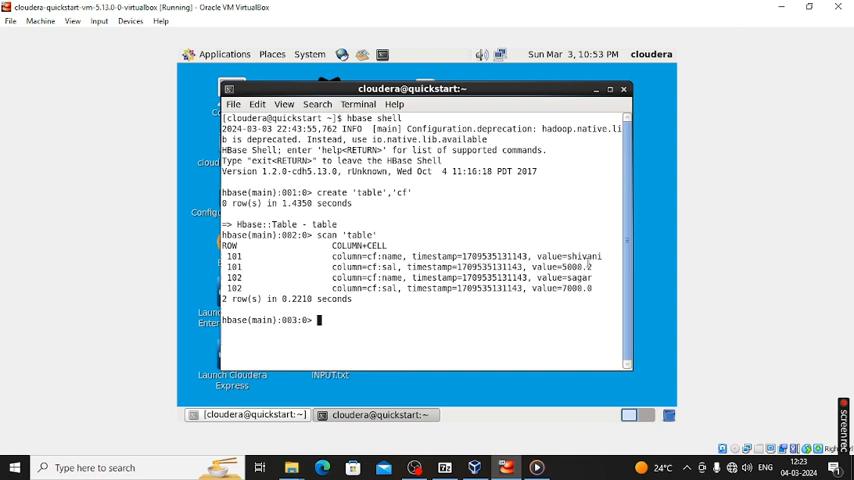 cloudera-quickstart-vm-5.13.0-0-virtualbox [Running] - Oracle VM VirtualBox
File Machine View Input Devices Help
Applications Places System Sun Mar 3, 10:53 PM cloudera
cloudera@quickstart:~
File Edit View Search Terminal Help
[cloudera@quickstart ~]$ hbase shell
2024-03-03 22:43:55,762 INFO [main] Configuration.deprecation: hadoop.native.li
b is deprecated. Instead, use io.native.lib.available
HBase Shell; enter 'help<RETURN>' for list of supported commands.
Type "exit<RETURN>" to leave the HBase Shell
Version 1.2.0-cdh5.13.0, rUnknown, Wed Oct 4 11:16:18 PDT 2017
hbase(main):001:0> create 'table','cf'
0 row(s) in 1.4350 seconds
=> Hbase::Table - table
hbase(main):002:0> scan 'table'
ROW COLUMN+CELL
101 column=cf:name, timestamp=1709535131143, value=shivani
101 column=cf:sal, timestamp=1709535131143, value=5000.2
102 column=cf:name, timestamp=1709535131143, value=sagar
102 column=cf:sal, timestamp=1709535131143, value=7000.0
2 row(s) in 0.2210 seconds
hbase(main):003:0>
Co
cloud
Config
Laun
Enter
Launch Cloudera
Express
INPUT.txt
[cloudera@quickstart:~] cloudera@quickstart:~
screentec
Type here to search
24°C
ENG
12:23
04-03-2024